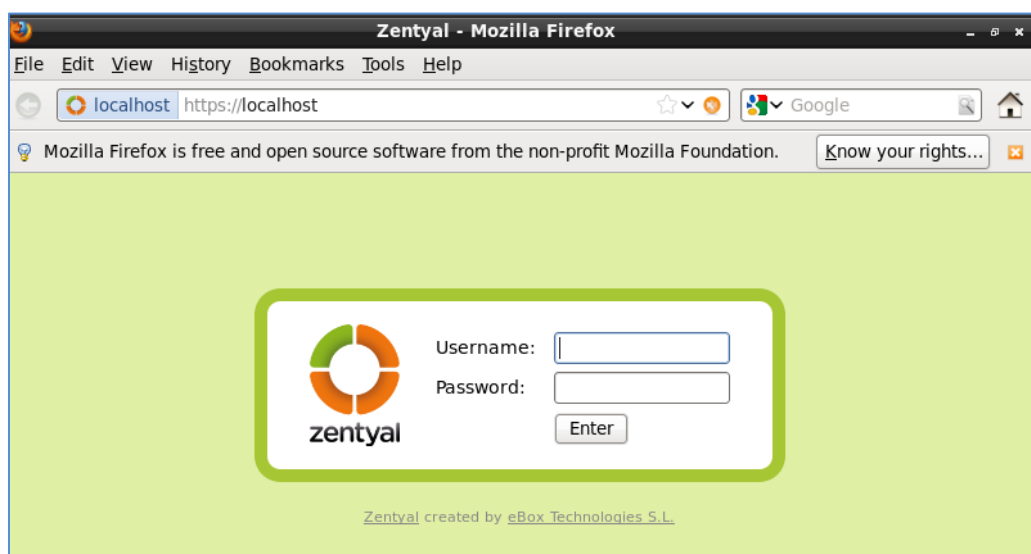 Zentyal - Mozilla Firefox
File Edit View History Bookmarks Tools Help
localhost https://localhost Google
Mozilla Firefox is free and open source software from the non-profit Mozilla Foundation. Know your rights...
Username:
Password:
zentyal
Enter
Zentyal created by eBox Technologies S.L.